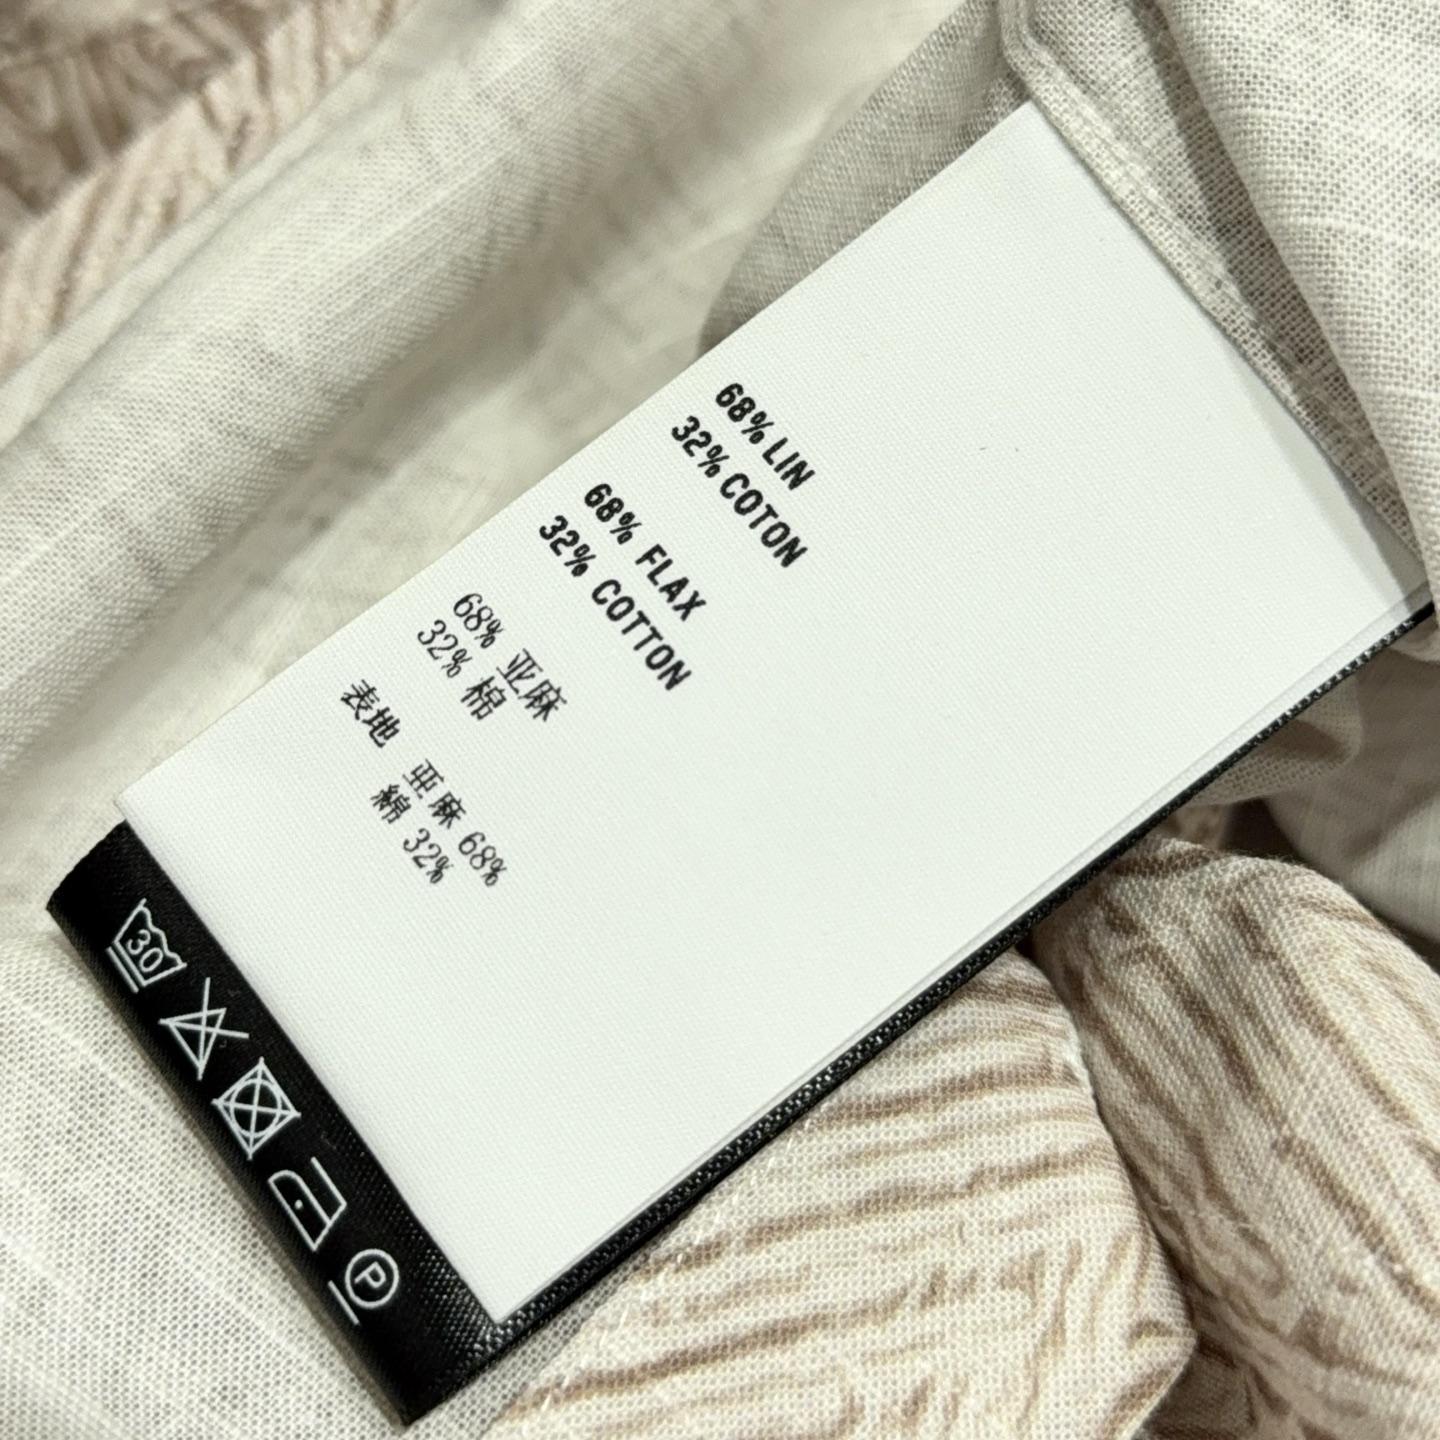 68% LIN
32% COTON
68% FLAX
32% COTTON
68% 亚麻
32% 棉
表地 亜麻 68%
綿 32%
30
P